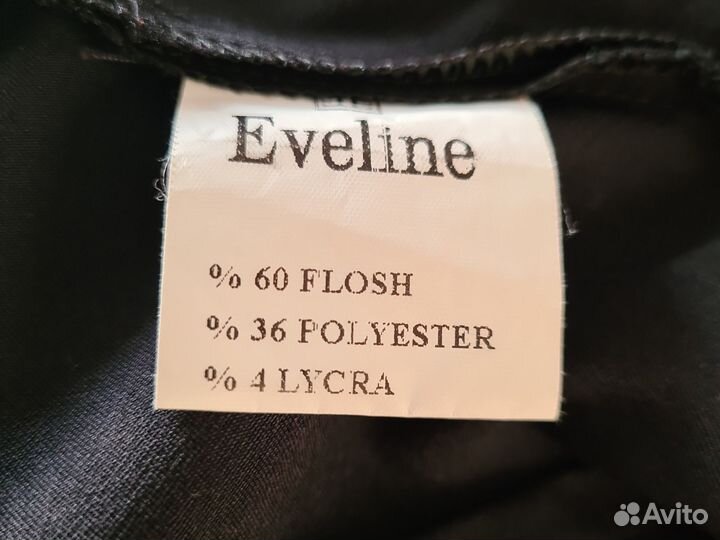 Eveline
% 60 FLOSH
% 36 POLYESTER
% 4 LYCRA
Avito